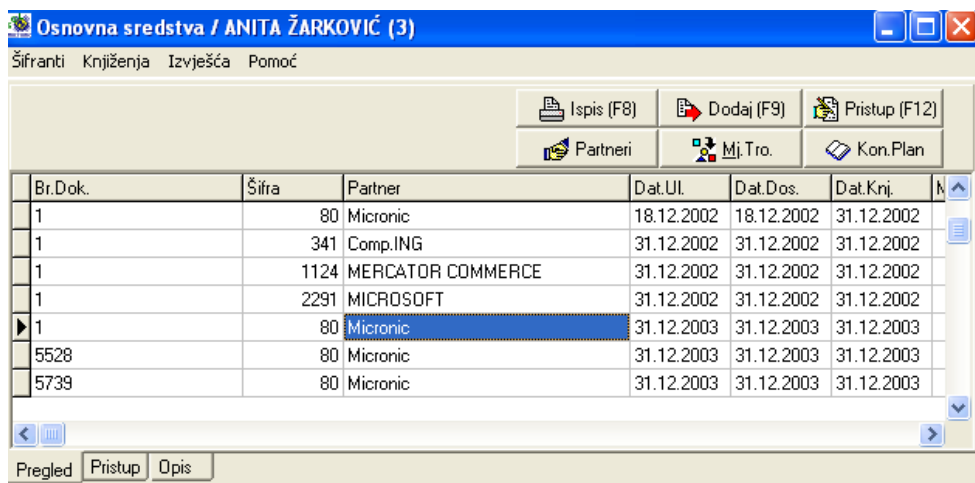 Osnovna sredstva / ANITA ŽARKOVIĆ (3)
Šifranti Knjiženja Izvješća Pomoć
Ispis (F8) Dodaj (F9) Pristup (F12)
Partneri Mj.Tro. Kon.Plan
Br.Dok. Šifra Partner Dat.Ul. Dat.Dos. Dat.Knj.
1 80 Micronic 18.12.2002 18.12.2002 31.12.2002
1 341 Comp.ING 31.12.2002 31.12.2002 31.12.2002
1 1124 MERCATOR COMMERCE 31.12.2002 31.12.2002 31.12.2002
1 2291 MICROSOFT 31.12.2002 31.12.2002 31.12.2002
1 80 Micronic 31.12.2003 31.12.2003 31.12.2003
5528 80 Micronic 31.12.2003 31.12.2003 31.12.2003
5739 80 Micronic 31.12.2003 31.12.2003 31.12.2003
Pregled Pristup Opis